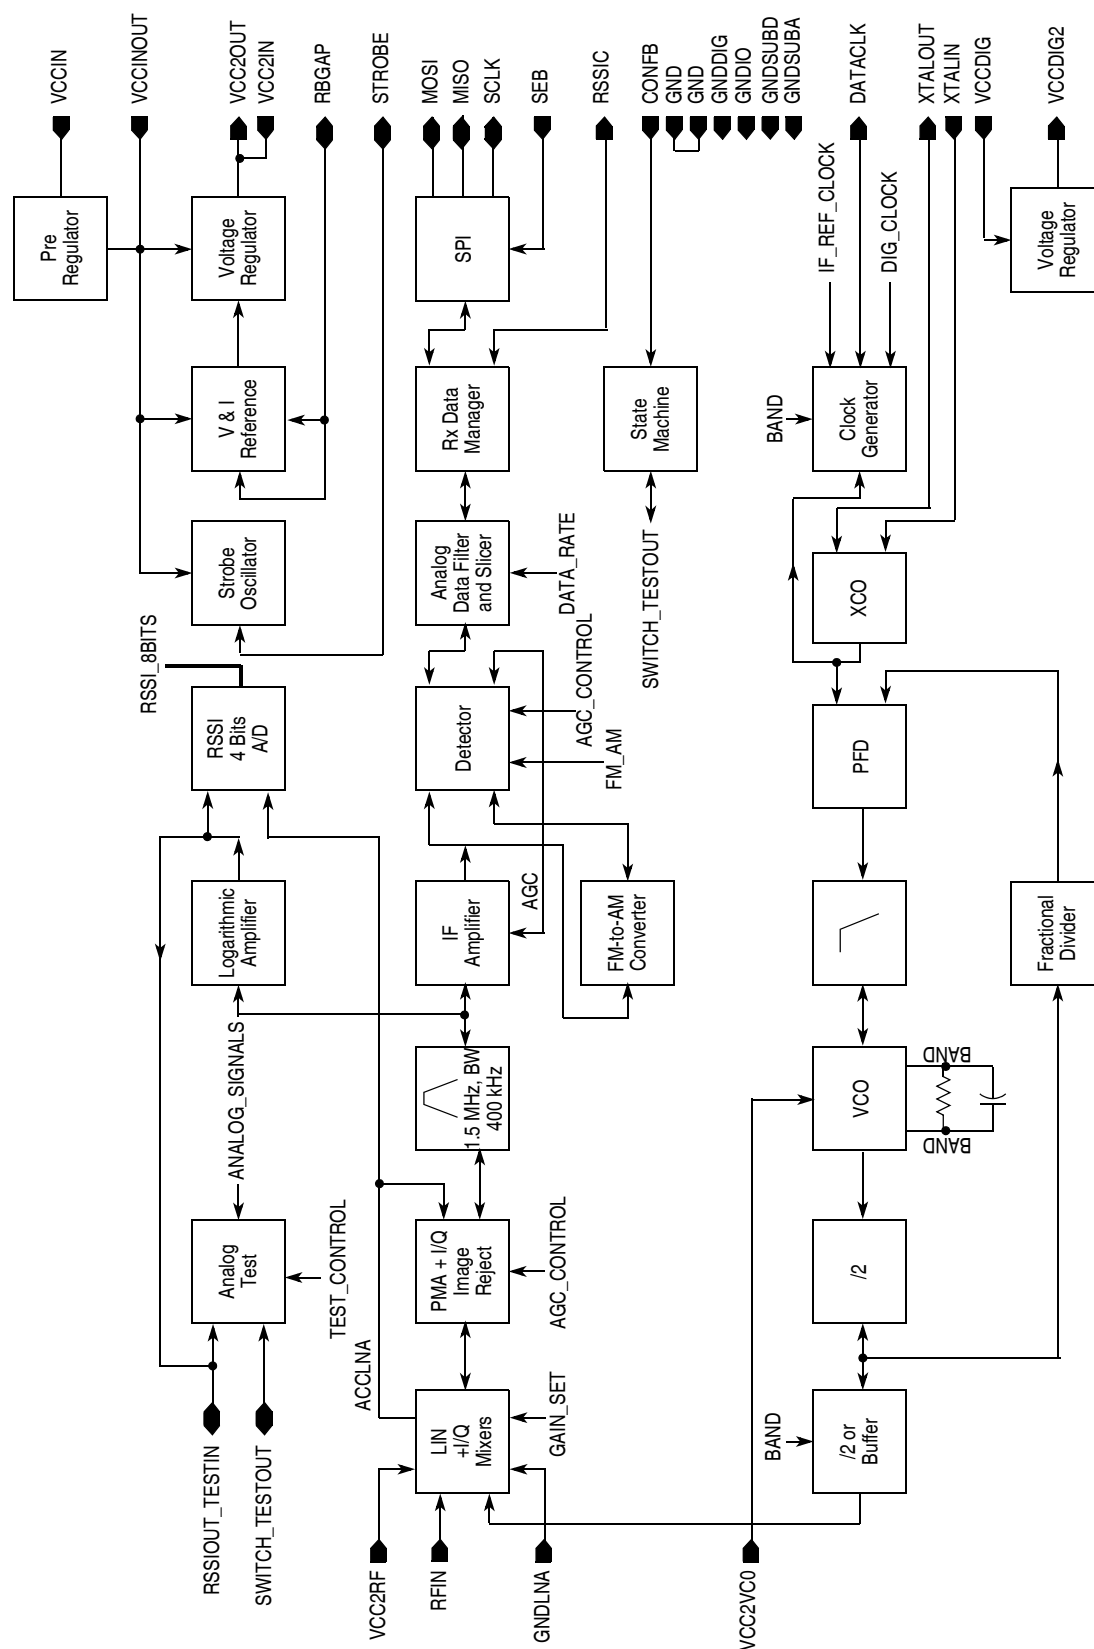 RSSIOUT_TESTIN
SWITCH_TESTOUT
Analog
Test
TEST_CONTROL
ANALOG_SIGNALS
Logarithmic
Amplifier
RSSI
4 Bits
A/D
RSSI_8BITS
Strobe
Oscillator
V & I
Reference
Voltage
Regulator
Pre
Regulator
VCCIN
VCCINOUT
VCC2OUT
VCC2IN
RBGAP
STROBE
VCC2RF
RFIN
GNDLNA
ACCLNA
LIN
+I/Q
Mixers
GAIN_SET
PMA + I/Q
Image
Reject
AGC_CONTROL
1.5 MHz, BW
400 kHz
IF
Amplifier
AGC
FM-to-AM
Converter
Detector
FM_AM
AGC_CONTROL
Analog
Data Filter
and Slicer
DATA_RATE
Rx Data
Manager
SPI
MOSI
MISO
SCLK
SEB
RSSIC
SWITCH_TESTOUT
State
Machine
CONFB
GND
GND
GNDDIG
GNDIO
GNDSUBD
GNDSUBA
VCC2VC0
BAND
/2 or
Buffer
/2
VCO
BAND
BAND
PFD
XCO
BAND
Clock
Generator
IF_REF_CLOCK
DIG_CLOCK
DATACLK
XTALOUT
XTALIN
VCCDIG
Fractional
Divider
Voltage
Regulator
VCCDIG2